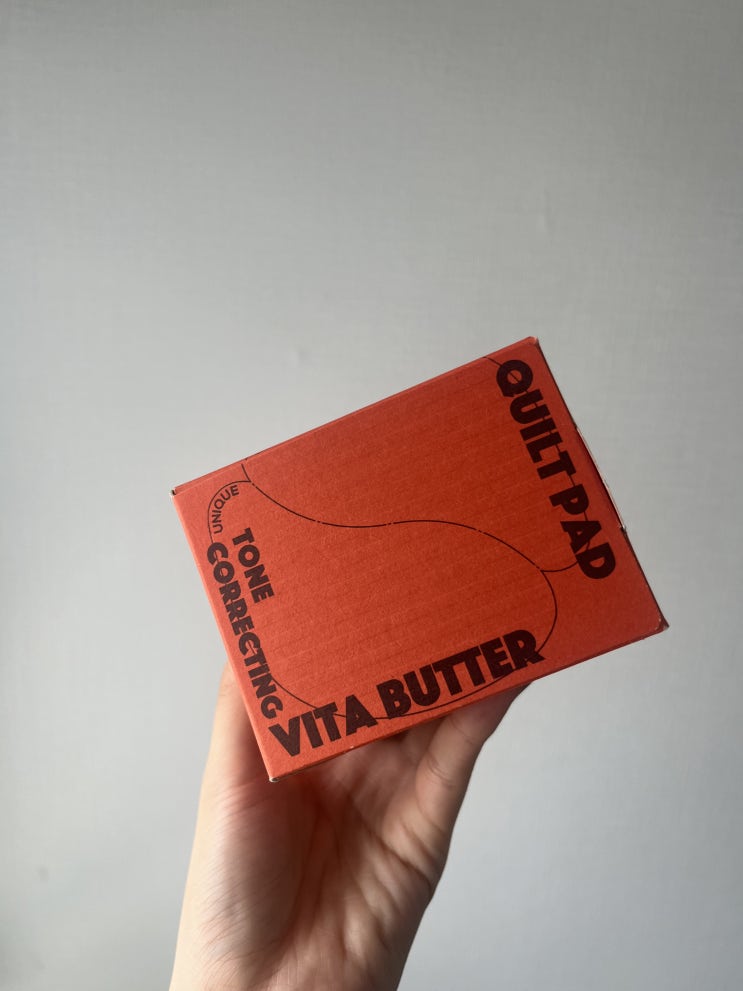 UNIQUE
TONE
CORRECTING
VITA BUTTER
QUILT PAD